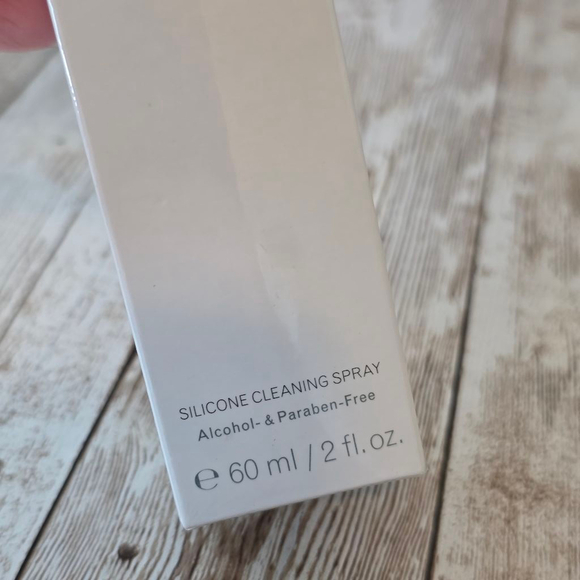 SILICONE CLEANING SPRAY
Alcohol- & Paraben-Free
℮ 60 ml / 2 fl. oz.